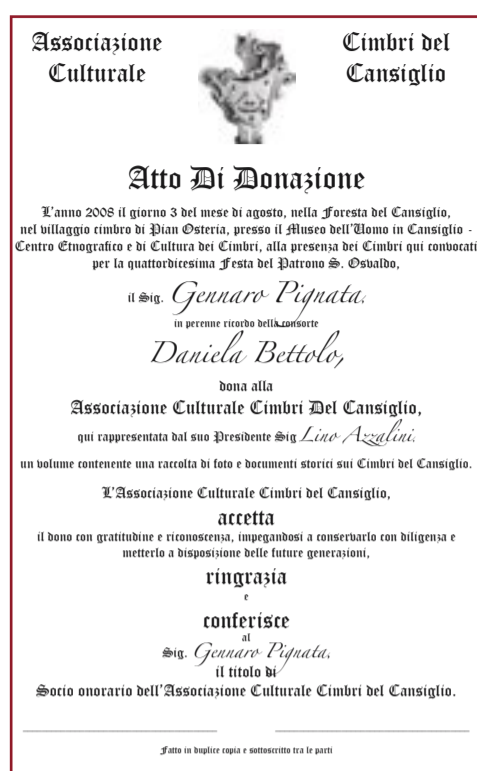 Associazione Culturale
Cimbri del Cansiglio
Atto Di Donazione
L'anno 2008 il giorno 3 del mese di agosto, nella Foresta del Cansiglio,
nel villaggio cimbro di Pian Osteria, presso il Museo dell'Uomo in Cansiglio -
Centro Etnografico e di Cultura dei Cimbri, alla presenza dei Cimbri qui convocati
per la quattordicesima Festa del Patrono S. Osvaldo,
il Sig. Gennaro Pignata,
in perenne ricordo della consorte
Daniela Bettolo,
dona alla
Associazione Culturale Cimbri Del Cansiglio,
qui rappresentata dal suo Presidente Sig Lino Azzalini,
un volume contenente una raccolta di foto e documenti storici sui Cimbri del Cansiglio.
L'Associazione Culturale Cimbri del Cansiglio,
accetta
il dono con gratitudine e riconoscenza, impegandosi a conservarlo con diligenza e
metterlo a disposizione delle future generazioni,
ringrazia
e
conferisce
al
Sig. Gennaro Pignata,
il titolo di
Socio onorario dell'Associazione Culturale Cimbri del Cansiglio.
Fatto in duplice copia e sottoscritto tra le parti